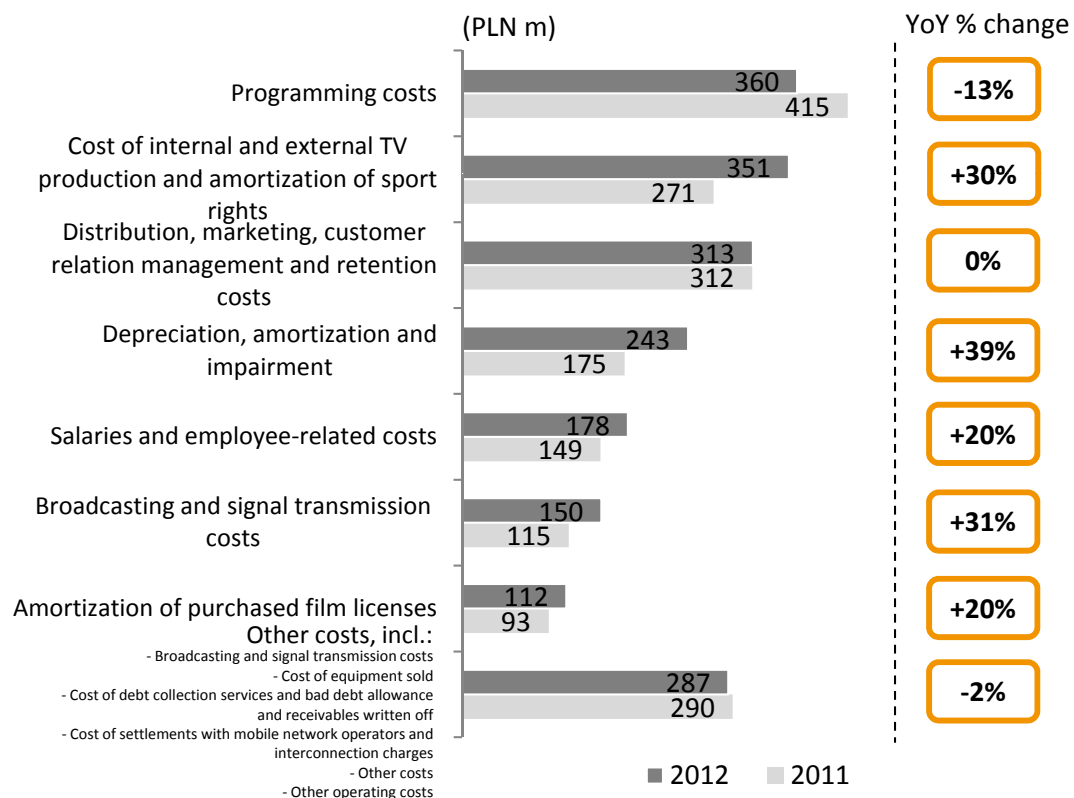 (PLN m)
YoY % change
Programming costs
360
415
-13%
Cost of internal and external TV
production and amortization of sport
rights
351
271
+30%
Distribution, marketing, customer
relation management and retention
costs
313
312
0%
Depreciation, amortization and
impairment
243
175
+39%
Salaries and employee-related costs
178
149
+20%
Broadcasting and signal transmission
costs
150
115
+31%
Amortization of purchased film licenses
112
93
+20%
Other costs, incl.:
- Broadcasting and signal transmission costs
- Cost of equipment sold
- Cost of debt collection services and bad debt allowance
and receivables written off
- Cost of settlements with mobile network operators and
interconnection charges
- Other costs
- Other operating costs
287
290
-2%
2012
2011